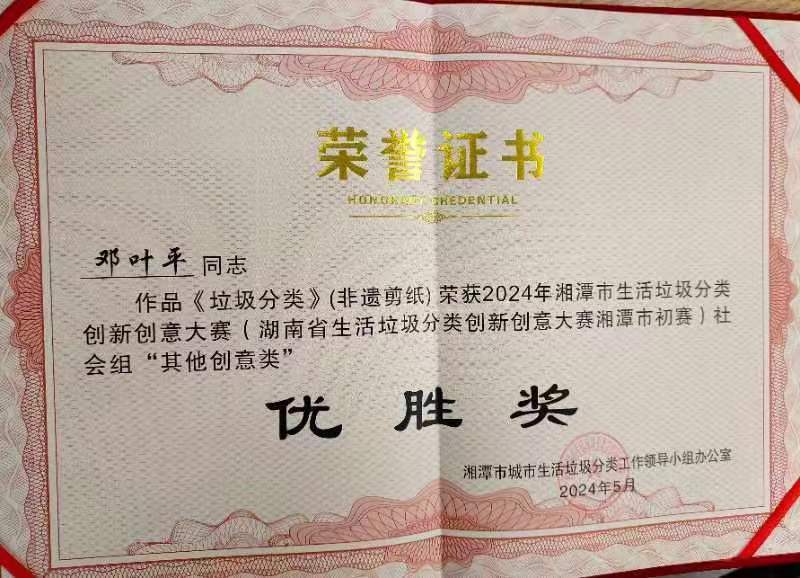 荣誉证书
HONORARY CREDENTIAL
邓叶平 同志
作品《垃圾分类》(非遗剪纸) 荣获2024年湘潭市生活垃圾分类
创新创意大赛（湖南省生活垃圾分类创新创意大赛湘潭市初赛）社
会组“其他创意类”
优胜奖
湘潭市城市生活垃圾分类工作领导小组办公室
2024年5月